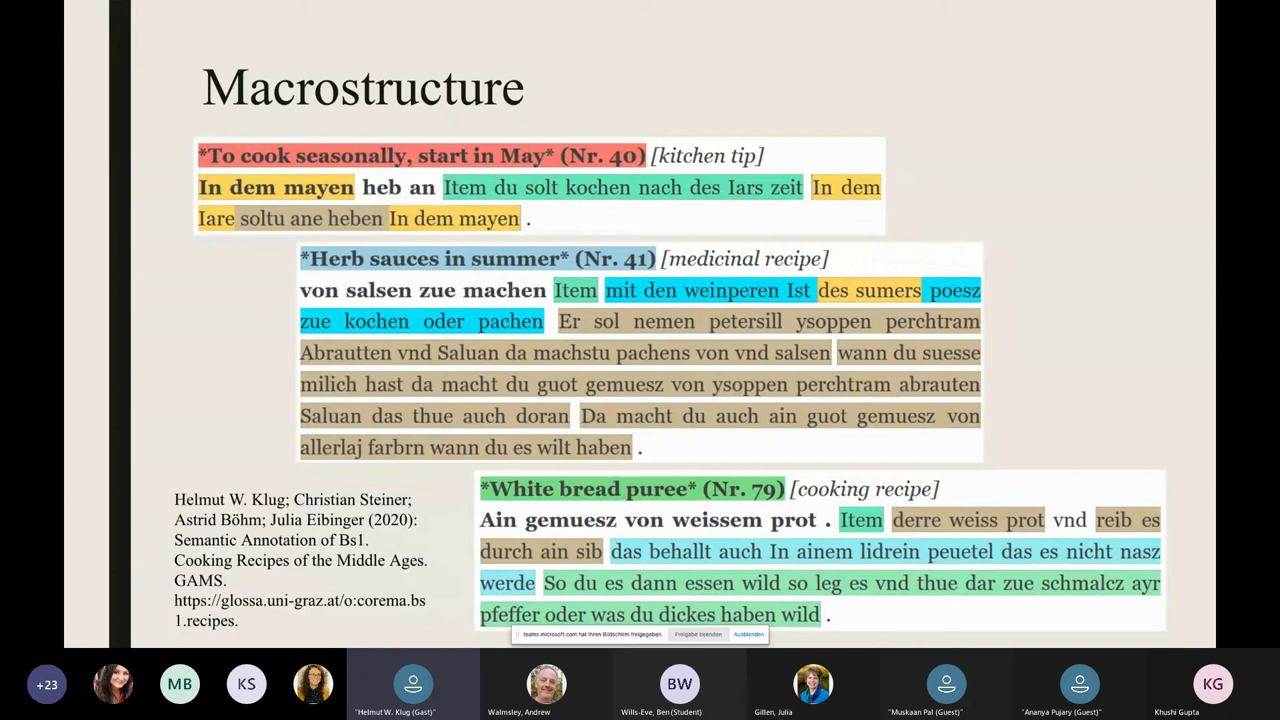 Macrostructure
*To cook seasonally, start in May* (Nr. 40) [kitchen tip]
In dem mayen heb an Item du solt kochen nach des Iars zeit In dem
Iare soltu ane heben In dem mayen .
*Herb sauces in summer* (Nr. 41) [medicinal recipe]
von salsen zue machen Item mit den weinperen Ist des sumers poesz
zue kochen oder pachen Er sol nemen petersill ysoppen perchtram
Abrautten vnd Saluan da machstu pachens von vnd salsen wann du suesse
milich hast da macht du guot gemuesz von ysoppen perchtram abrauten
Saluan das thue auch doran Da macht du auch ain guot gemuesz von
allerlaj farbrn wann du es wilt haben .
*White bread puree* (Nr. 79) [cooking recipe]
Ain gemuesz von weissem prot . Item derre weiss prot vnd reib es
durch ain sib das behallt auch In ainem lidrein peuetel das es nicht nasz
werde So du es dann essen wild so leg es vnd thue dar zue schmalcz ayr
pfeffer oder was du dickes haben wild .
Helmut W. Klug; Christian Steiner;
Astrid Böhm; Julia Eibinger (2020):
Semantic Annotation of Bs1.
Cooking Recipes of the Middle Ages.
GAMS.
https://glossa.uni-graz.at/o:corema.bs
1.recipes.
teams.microsoft.com hat Ihren Bildschirm freigegeben. Freigabe beenden Ausblenden
+23 MB KS BW KG
"Helmut W. Klug (Gast)" Walmsley, Andrew Wills-Eve, Ben (Student) Gillen, Julia "Muskaan Pal (Guest)" "Ananya Pujary (Guest)" Khushi Gupta